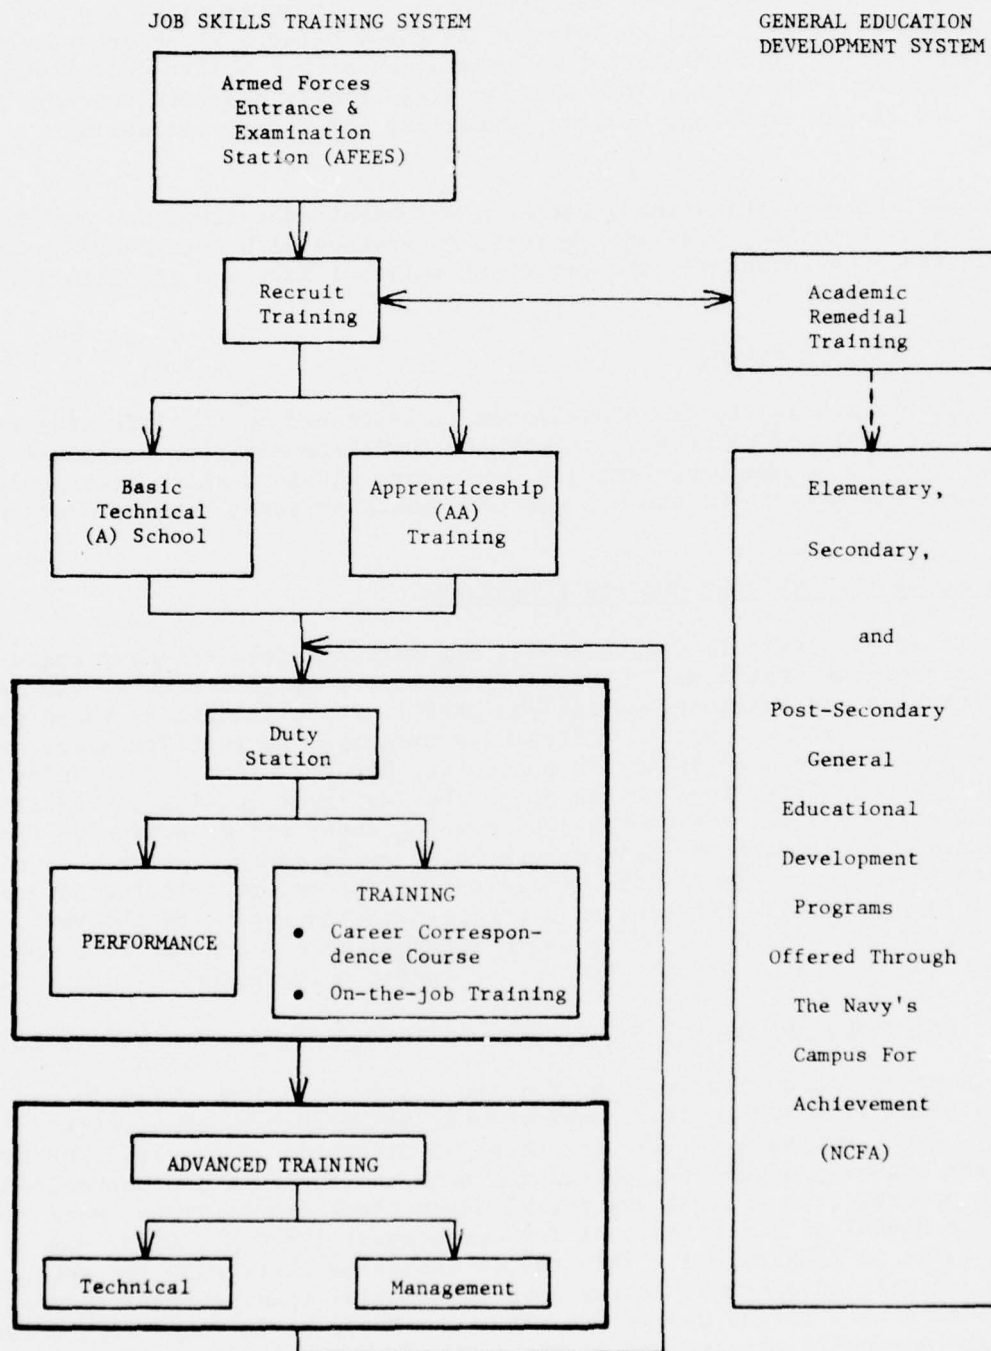 JOB SKILLS TRAINING SYSTEM
GENERAL EDUCATION
DEVELOPMENT SYSTEM
Armed Forces
Entrance &
Examination
Station (AFEES)
Recruit
Training
Academic
Remedial
Training
Basic
Technical
(A) School
Apprenticeship
(AA)
Training
Duty
Station
PERFORMANCE
TRAINING
• Career Correspon-
dence Course
• On-the-job Training
ADVANCED TRAINING
Technical
Management
Elementary,
Secondary,
and
Post-Secondary
General
Educational
Development
Programs
Offered Through
The Navy's
Campus For
Achievement
(NCFA)